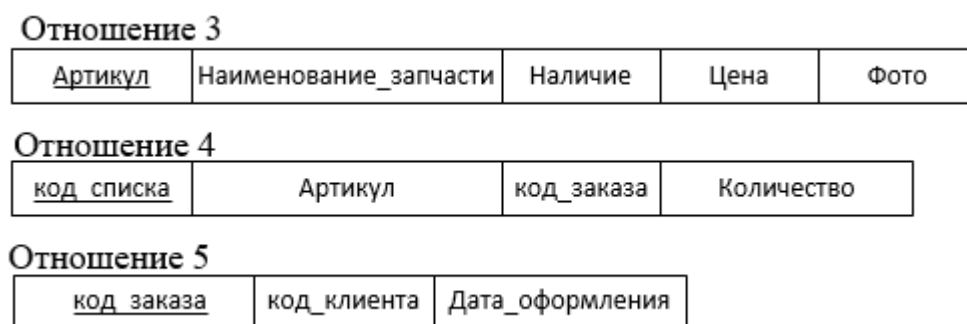 Отношение 3
Артикул Наименование_запчасти Наличие Цена Фото
Отношение 4
код_списка Артикул код_заказа Количество
Отношение 5
код_заказа код_клиента Дата_оформления